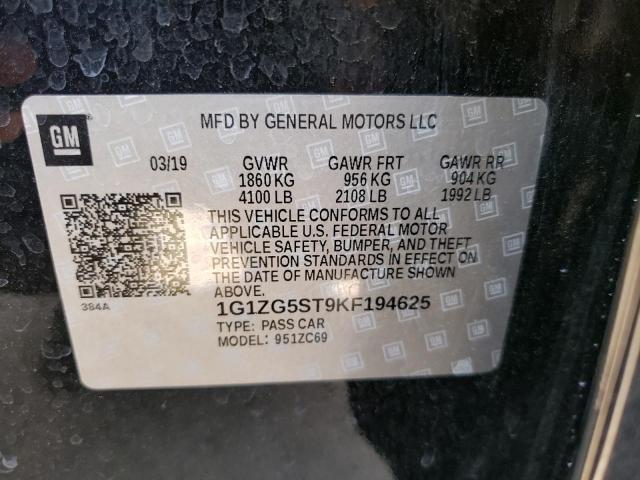 GM
MFD BY GENERAL MOTORS LLC
03/19 GVWR GAWR FRT GAWR RR
1860 KG 956 KG 904 KG
4100 LB 2108 LB 1992 LB
THIS VEHICLE CONFORMS TO ALL
APPLICABLE U.S. FEDERAL MOTOR
VEHICLE SAFETY, BUMPER, AND THEFT
PREVENTION STANDARDS IN EFFECT ON
THE DATE OF MANUFACTURE SHOWN
ABOVE.
384A
1G1ZG5ST9KF194625
TYPE: PASS CAR
MODEL: 951ZC69